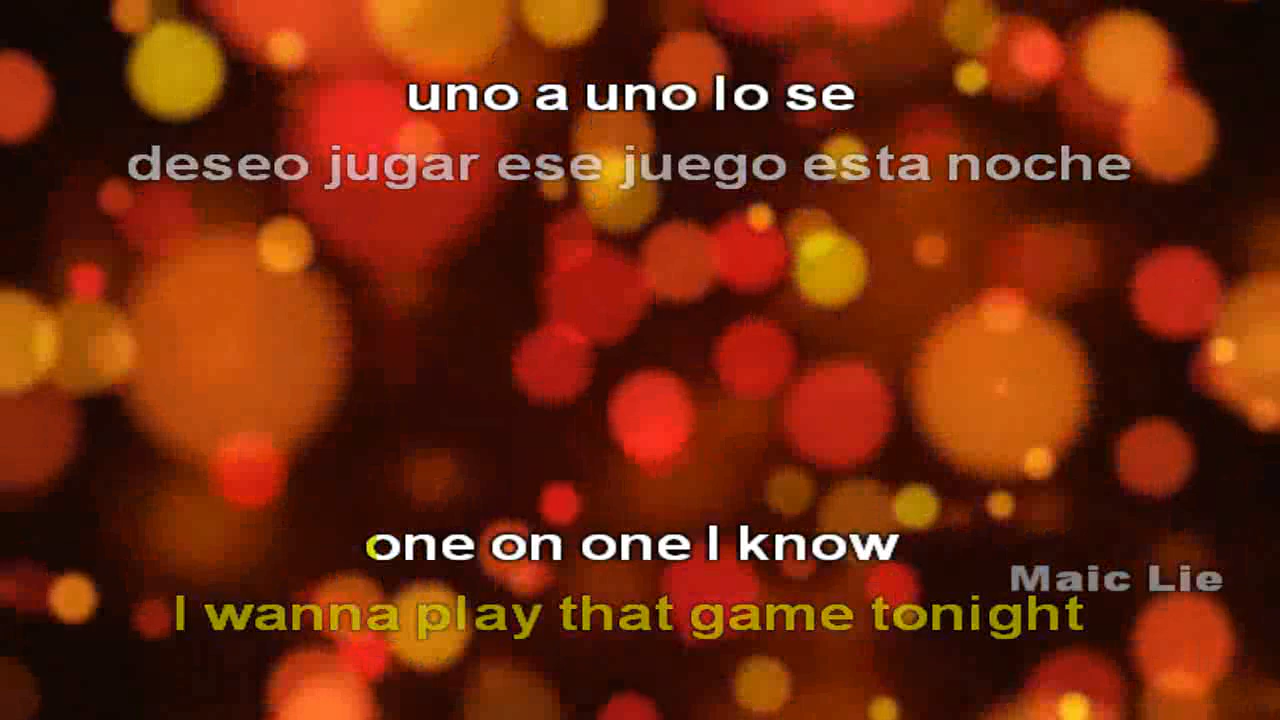 uno a uno lo se
deseo jugar ese juego esta noche
one on one I know
Maic Lie
I wanna play that game tonight